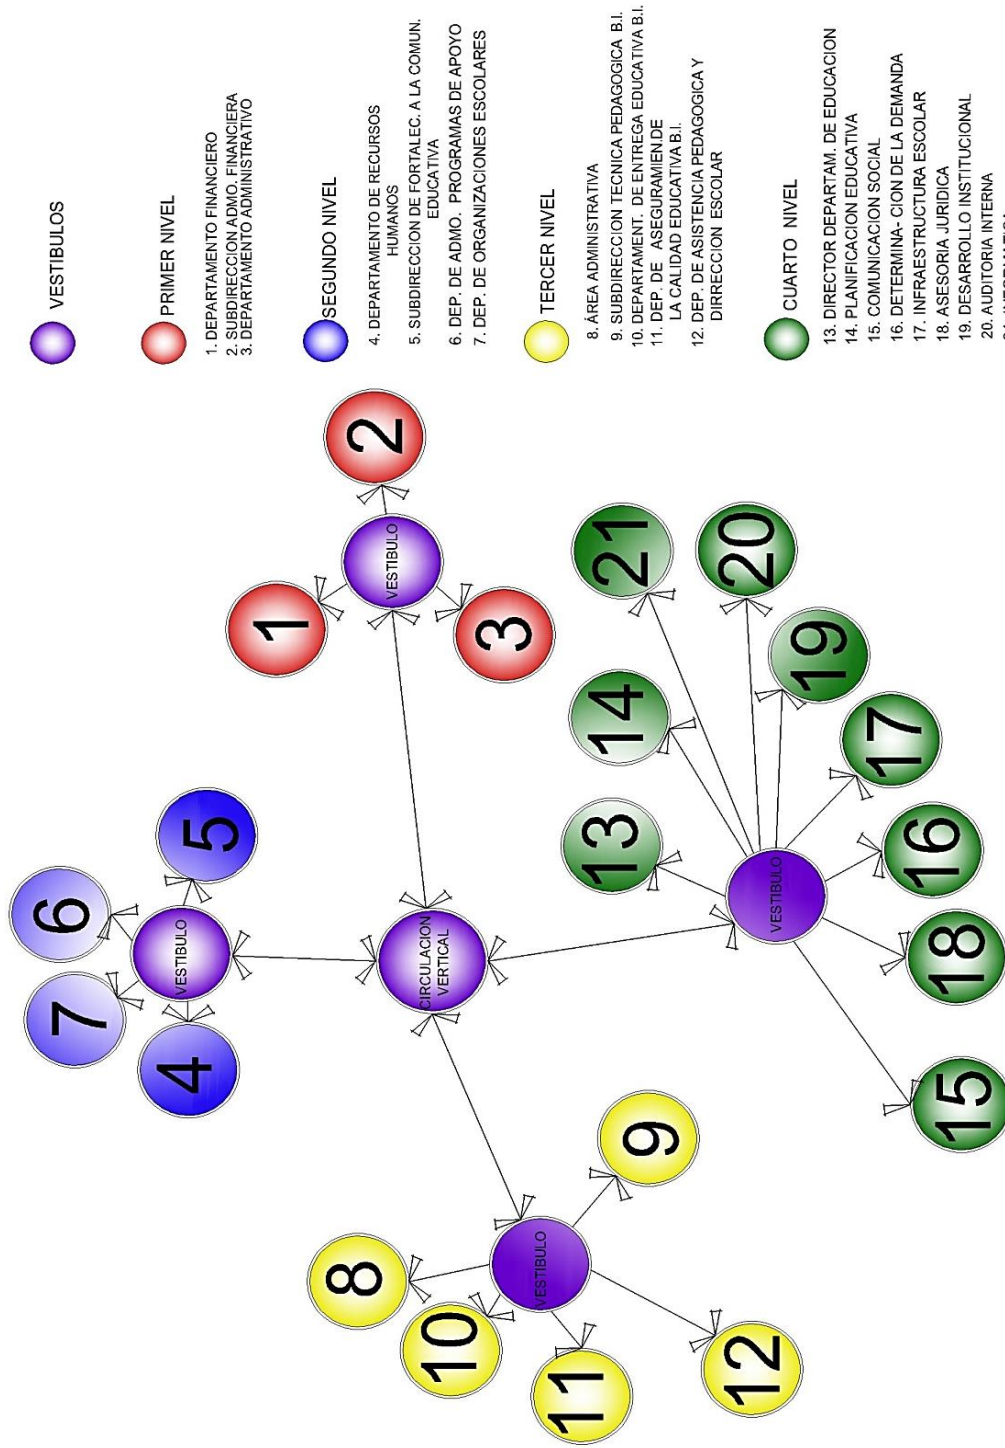 VESTIBULOS
PRIMER NIVEL
1. DEPARTAMENTO FINANCIERO
2. SUBDIRECCION ADMO. FINANCIERA
3. DEPARTAMENTO ADMINISTRATIVO
SEGUNDO NIVEL
4. DEPARTAMENTO DE RECURSOS
HUMANOS
5. SUBDIRECCION DE FORTALEC. A LA COMUN.
EDUCATIVA
6. DEP. DE ADMO. PROGRAMAS DE APOYO
7. DEP. DE ORGANIZACIONES ESCOLARES
TERCER NIVEL
8. ÁREA ADMINISTRATIVA
9. SUBDIRECCION TECNICA PEDAGOGICA B.I.
10. DEPARTAMENT. DE ENTREGA EDUCATIVA B.I.
11. DEP. DE ASEGURAMIEN.DE
LA CALIDAD EDUCATIVA B.I.
12. DEP. DE ASISTENCIA PEDAGOGICA Y
DIRRECCION ESCOLAR
CUARTO NIVEL
13. DIRECTOR DEPARTAM. DE EDUCACION
14. PLANIFICACION EDUCATIVA
15. COMUNICACION SOCIAL
16. DETERMINA- CION DE LA DEMANDA
17. INFRAESTRUCTURA ESCOLAR
18. ASESORIA JURIDICA
19. DESARROLLO INSTITUCIONAL
20. AUDITORIA INTERNA
6
7
5
VESTIBULO
4
1
2
VESTIBULO
3
CIRCULACION
VERTICAL
8
10
9
VESTIBULO
11
12
13
14
21
20
VESTIBULO
19
17
16
18
15